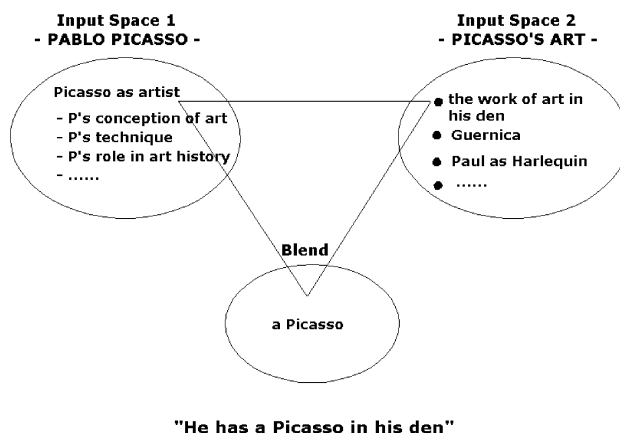 Input Space 1
- PABLO PICASSO -
Picasso as artist
- P's conception of art
- P's technique
- P's role in art history
- ......
Input Space 2
- PICASSO'S ART -
the work of art in
his den
Guernica
Paul as Harlequin
......
Blend
a Picasso
"He has a Picasso in his den"